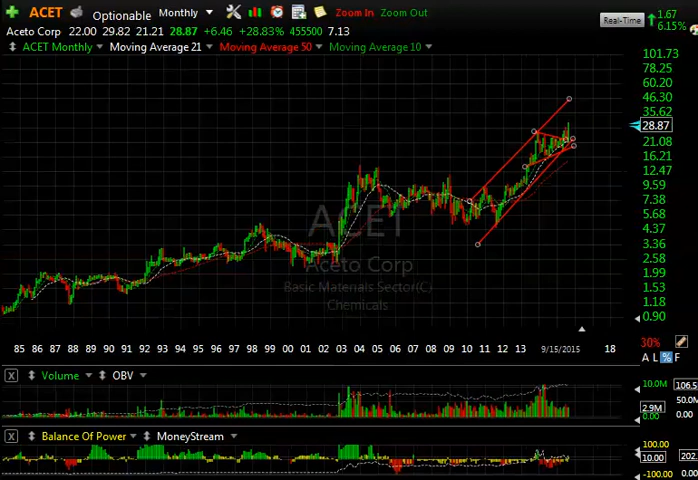 ACET Optionable Monthly Zoom In Zoom Out Real-Time 1.67
6.15%
Aceto Corp 22.00 29.82 21.21 28.87 +6.46 +28.83% 455500 7.13
ACET Monthly Moving Average 21 Moving Average 50 Moving Average 10
101.73
78.25
60.20
46.30
35.62
28.87
21.08
16.21
12.47
9.59
7.38
5.68
4.37
3.36
2.58
1.99
1.53
1.18
0.90
ACET
Aceto Corp
Basic Materials Sector(C)
Chemicals
30%
85 86 87 88 89 90 91 92 93 94 95 96 97 98 99 00 01 02 03 04 05 06 07 08 09 10 11 12 13 9/15/2015 18
A L % F
X Volume OBV
10.0M 106.5
50.0M
2.9M
0.00 0.00
X Balance Of Power MoneyStream
100.00
10.00 202.
-100.00 0.00